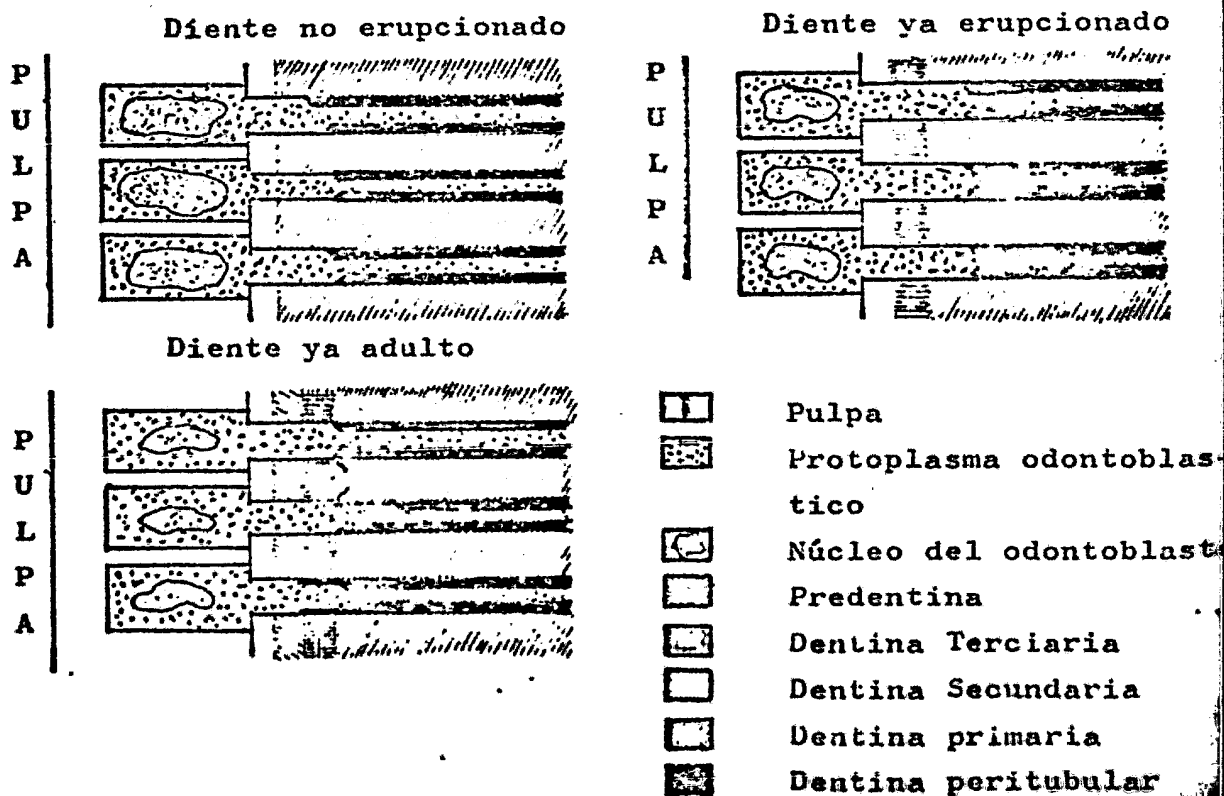 Diente no erupcionado
P
U
L
P
A
Diente ya erupcionado
P
U
L
P
A
Diente ya adulto
P
U
L
P
A
Pulpa
Protoplasma odontoblas-
tico
Núcleo del odontoblast
Predentina
Dentina Terciaria
Dentina Secundaria
Dentina primaria
Dentina peritubular